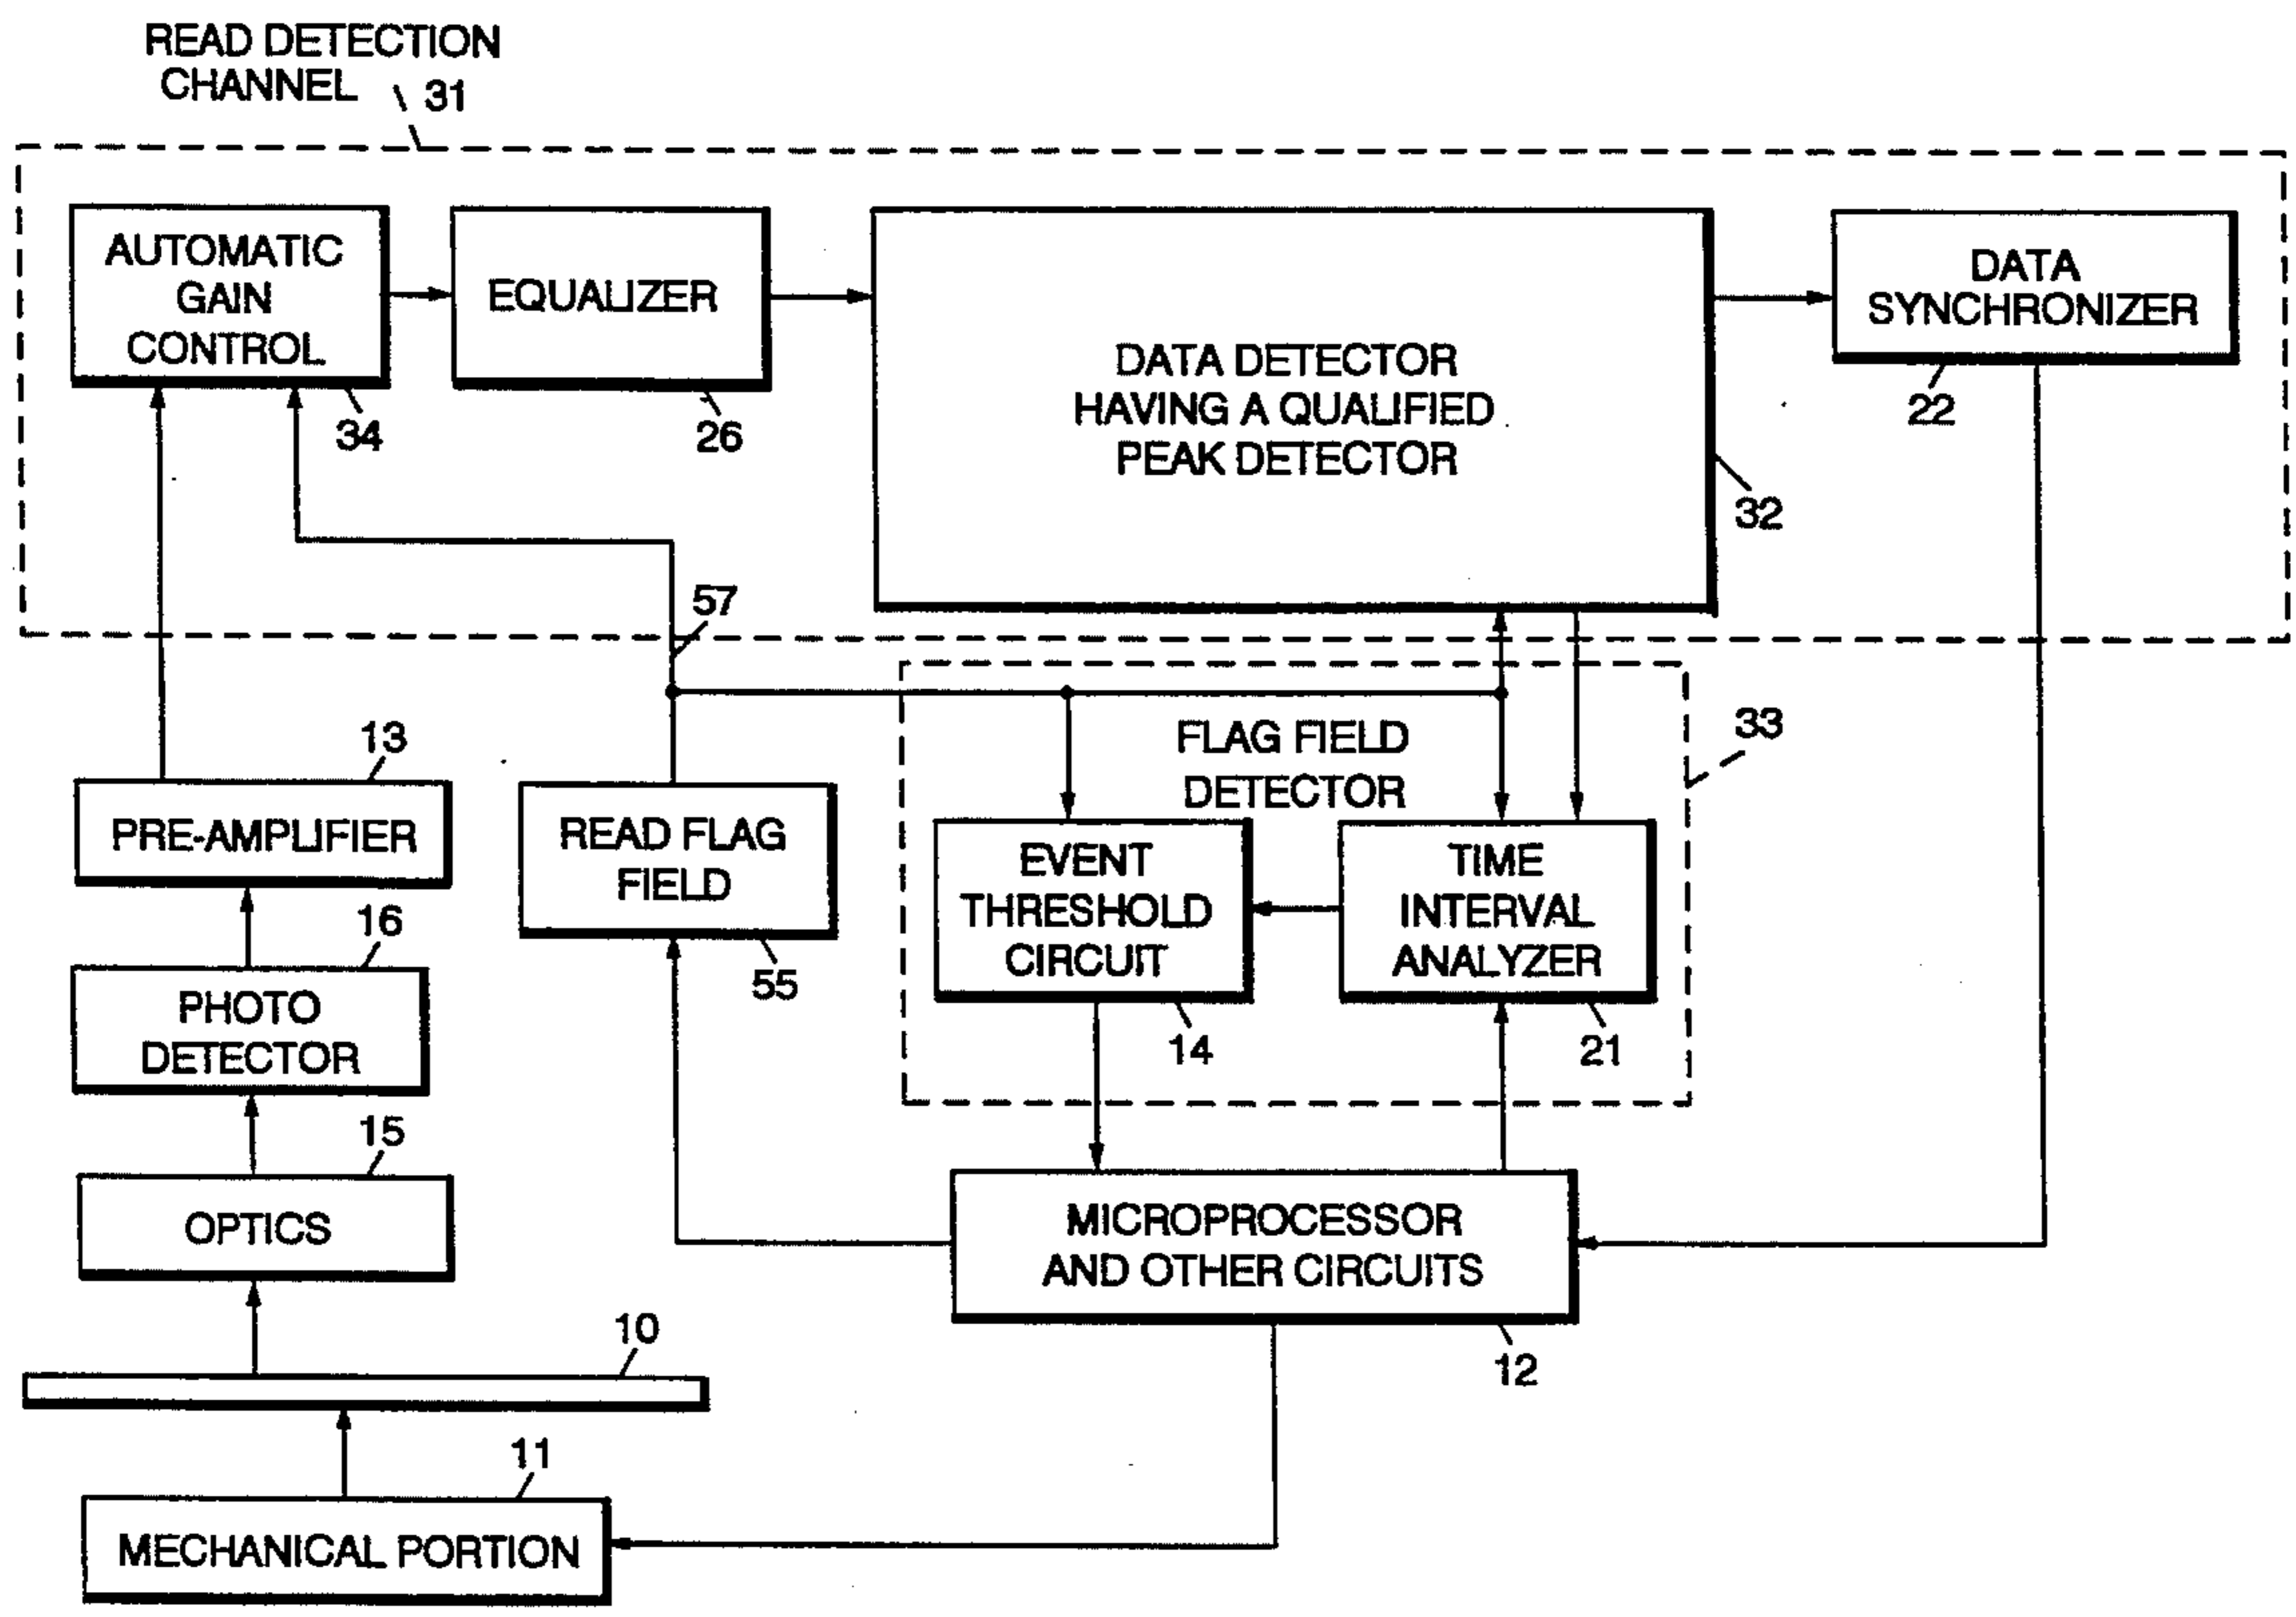 READ DETECTION
CHANNEL
31
AUTOMATIC
GAIN
CONTROL
34
EQUALIZER
26
DATA DETECTOR
HAVING A QUALIFIED
PEAK DETECTOR
32
DATA
SYNCHRONIZER
22
57
13
PRE-AMPLIFIER
READ FLAG
FIELD
55
FLAG FIELD
DETECTOR
33
EVENT
THRESHOLD
CIRCUIT
14
TIME
INTERVAL
ANALYZER
21
16
PHOTO
DETECTOR
15
OPTICS
MICROPROCESSOR
AND OTHER CIRCUITS
12
10
11
MECHANICAL PORTION